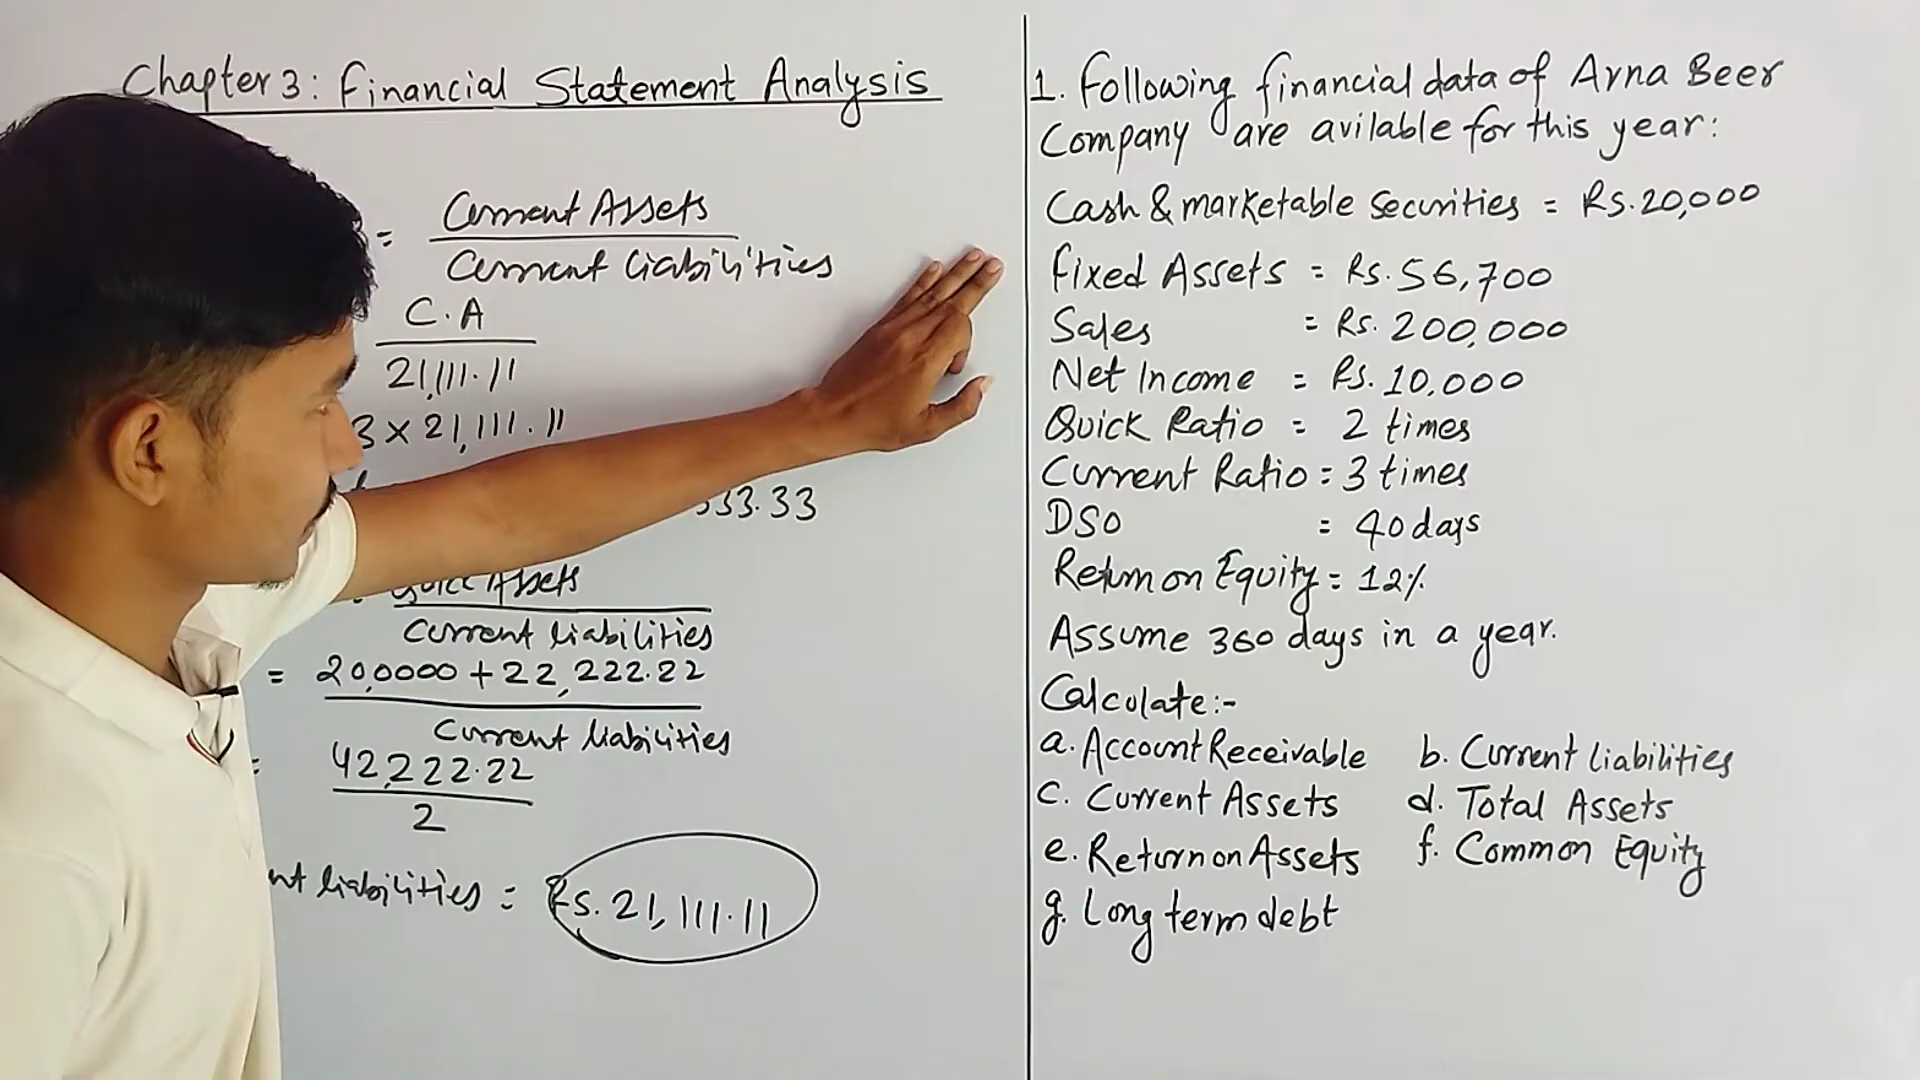 Chapter 3: Financial Statement Analysis
= Current Assets
Current liabilities
C.A
21,111.11
3 x 21,111.11
333.33
Quick Assets
Current liabilities
= 20,0000 + 22,222.22
Current liabilities
= 42,222.22
2
liabilities = Rs. 21,111.11
1. Following financial data of Arna Beer
Company are avilable for this year:
Cash & marketable securities = Rs.20,000
Fixed Assets = Rs. 56,700
Sales = Rs. 200,000
Net Income = Rs. 10,000
Quick Ratio = 2 times
Current Ratio = 3 times
DSO = 40 days
Return on Equity = 12%
Assume 360 days in a year.
Calculate:-
a. Account Receivable b. Current liabilities
c. Current Assets d. Total Assets
e. Return on Assets f. Common Equity
g. Long term debt